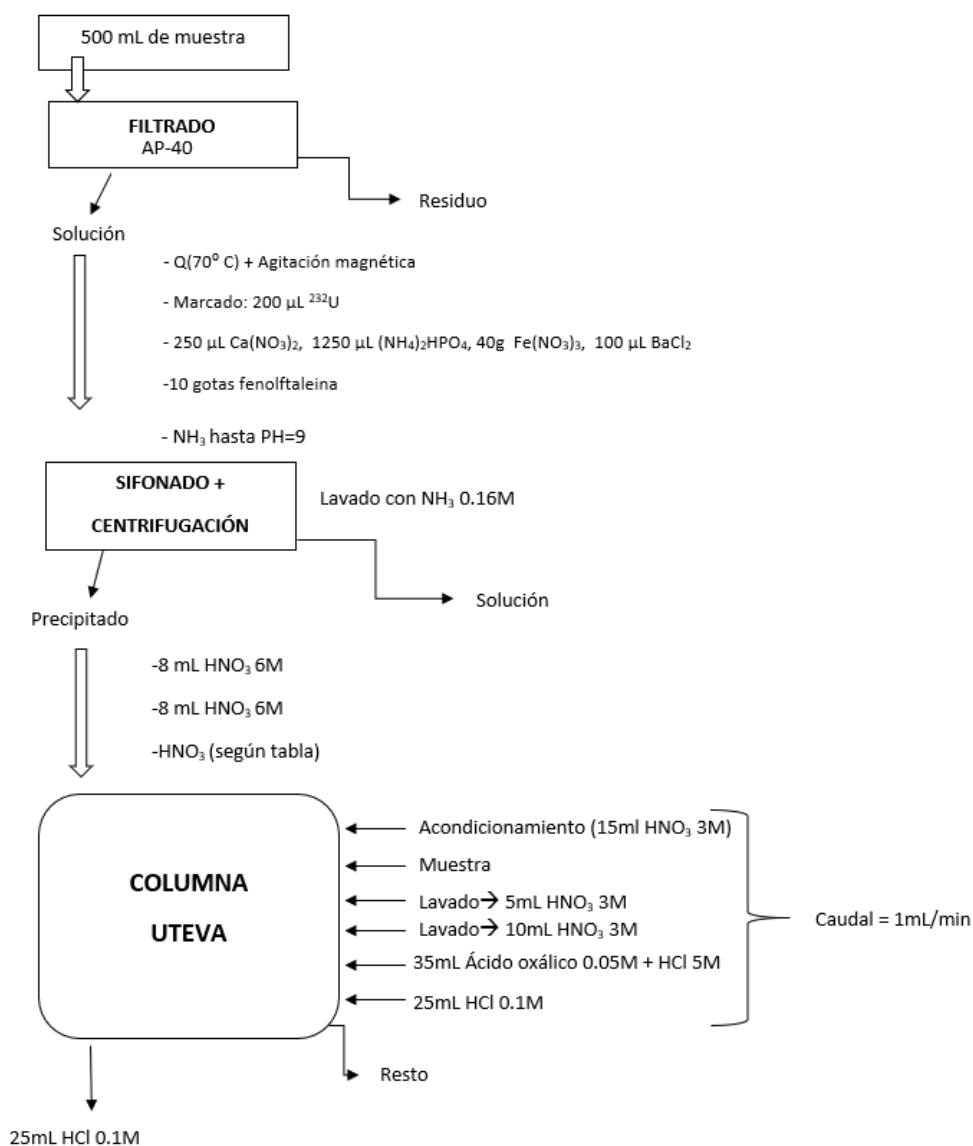 500 mL de muestra
FILTRADO
AP-40
Residuo
Solución
- Q(70⁰ C) + Agitación magnética
- Marcado: 200 µL ²³²U
- 250 µL Ca(NO₃)₂, 1250 µL (NH₄)₂HPO₄, 40g Fe(NO₃)₃, 100 µL BaCl₂
-10 gotas fenolftaleina
- NH₃ hasta PH=9
SIFONADO +
CENTRIFUGACIÓN
Lavado con NH₃ 0.16M
Solución
Precipitado
-8 mL HNO₃ 6M
-8 mL HNO₃ 6M
-HNO₃ (según tabla)
COLUMNA
UTEVA
Acondicionamiento (15ml HNO₃ 3M)
Muestra
Lavado→ 5mL HNO₃ 3M
Lavado→ 10mL HNO₃ 3M
35mL Ácido oxálico 0.05M + HCl 5M
25mL HCl 0.1M
Caudal = 1mL/min
Resto
25mL HCl 0.1M